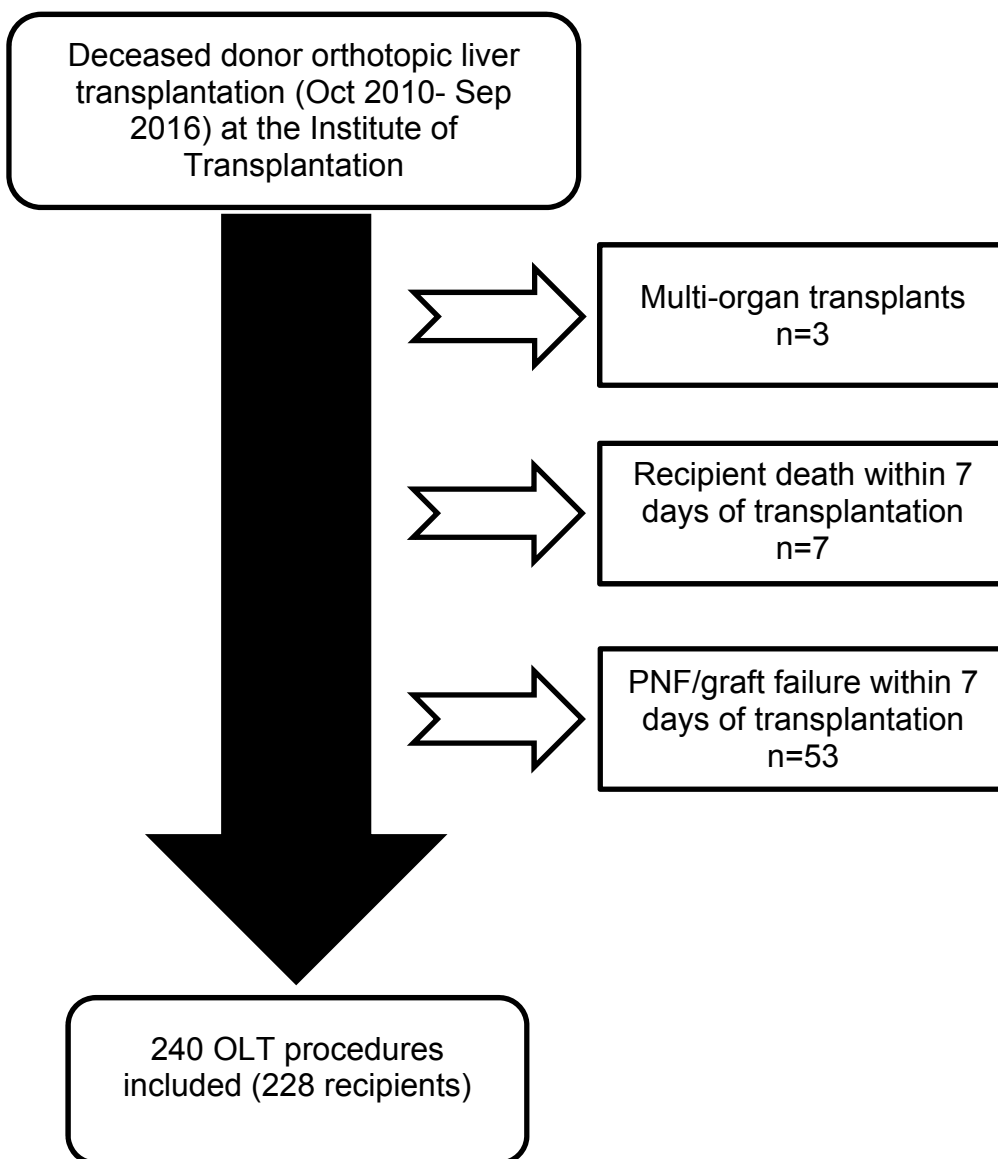 Deceased donor orthotopic liver
transplantation (Oct 2010- Sep
2016) at the Institute of
Transplantation
Multi-organ transplants
n=3
Recipient death within 7
days of transplantation
n=7
PNF/graft failure within 7
days of transplantation
n=53
240 OLT procedures
included (228 recipients)